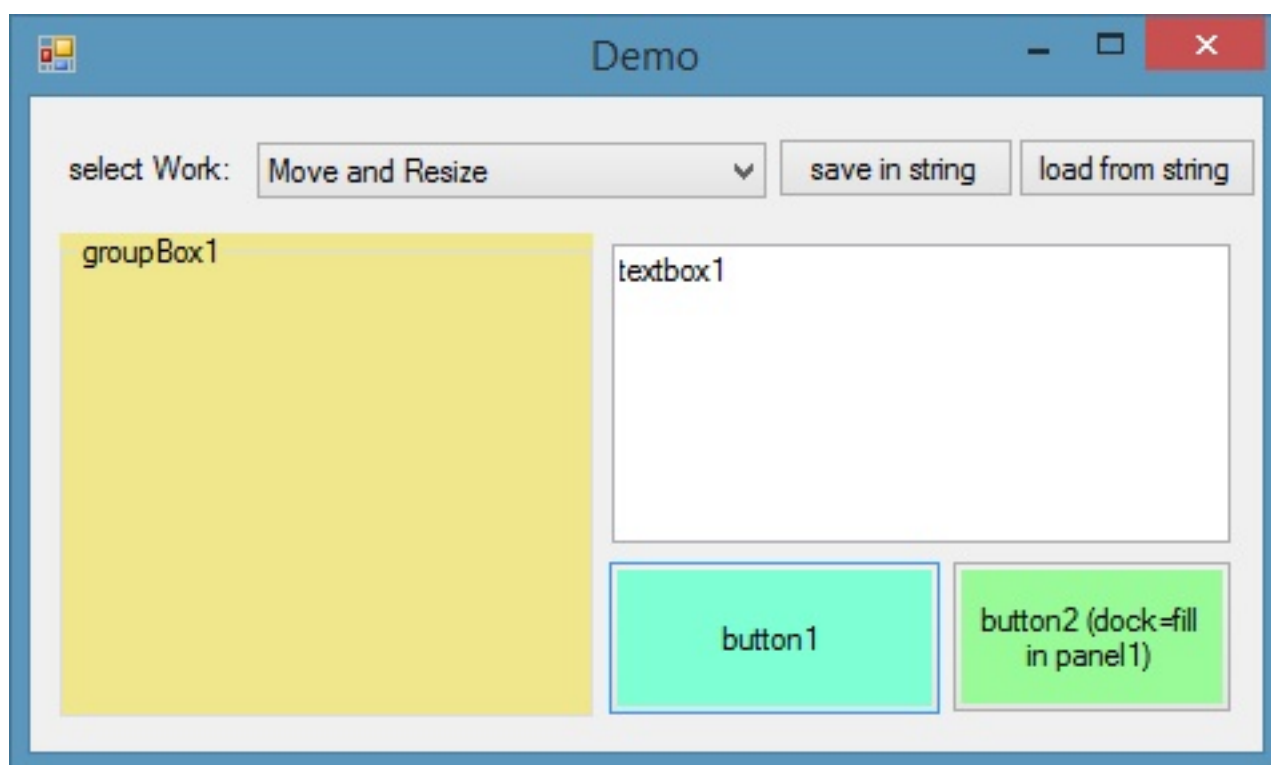 Demo
select Work: Move and Resize save in string load from string
groupBox1
textbox1
button1
button2 (dock=fill
in panel1)